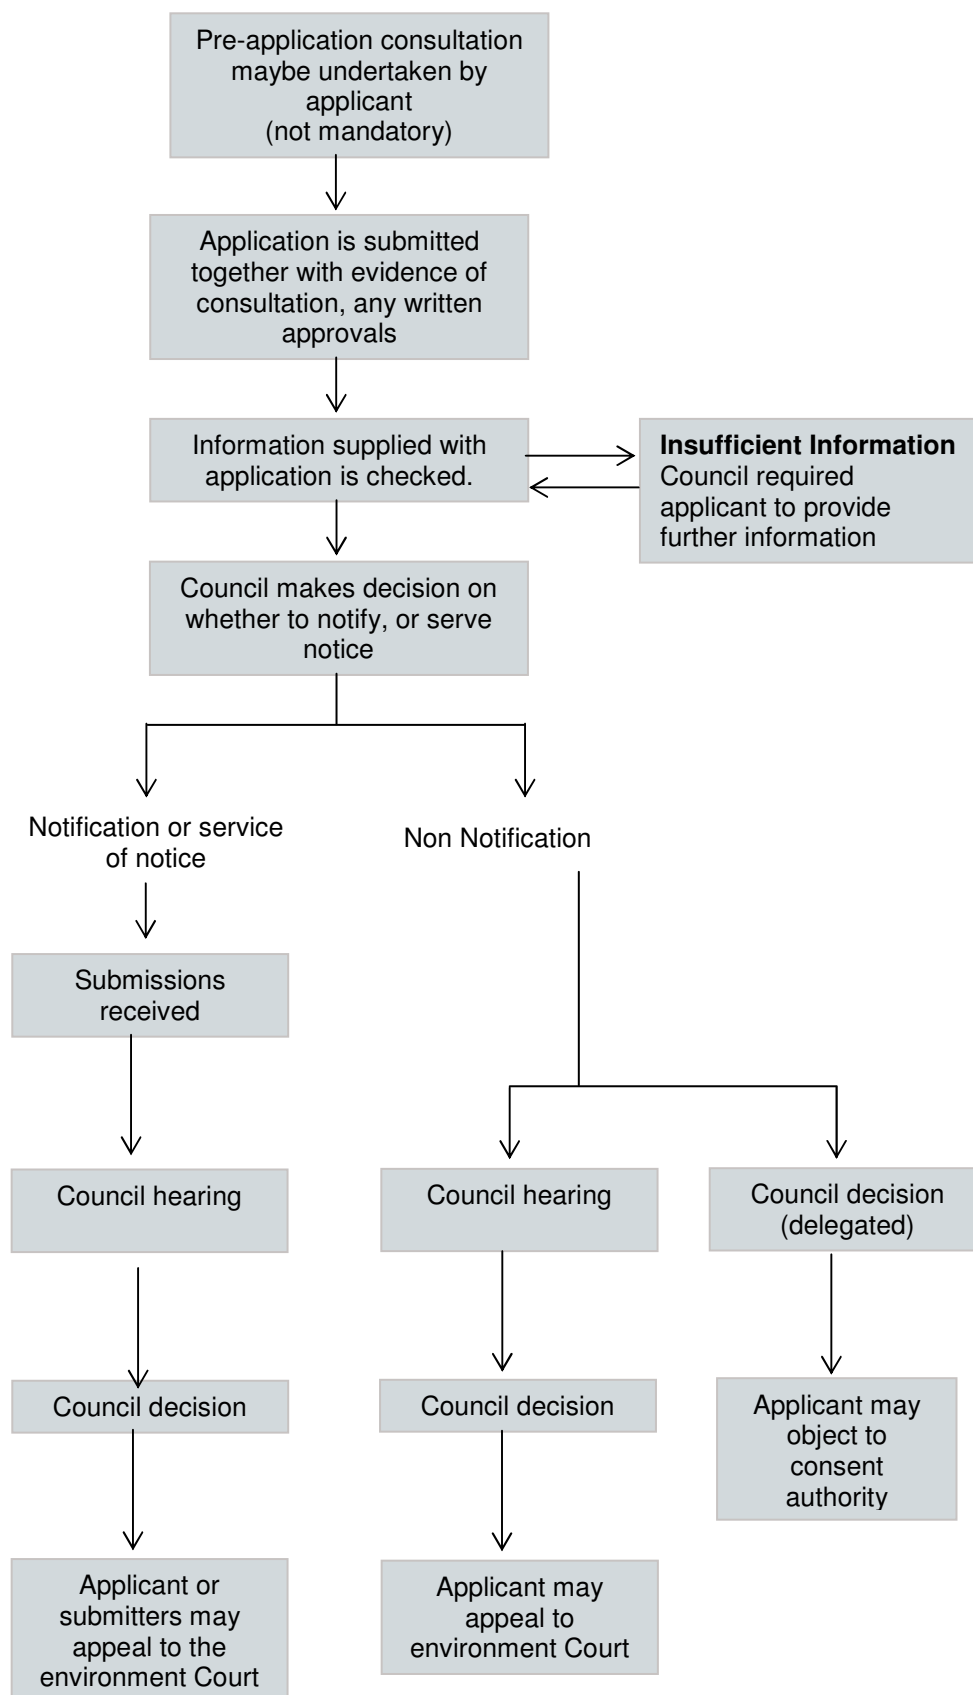 Pre-application consultation
maybe undertaken by
applicant
(not mandatory)
Application is submitted
together with evidence of
consultation, any written
approvals
Information supplied with
application is checked.
Insufficient Information
Council required
applicant to provide
further information
Council makes decision on
whether to notify, or serve
notice
Notification or service
of notice
Non Notification
Submissions
received
Council hearing
Council hearing
Council decision
(delegated)
Council decision
Council decision
Applicant may
object to
consent
authority
Applicant or
submitters may
appeal to the
environment Court
Applicant may
appeal to
environment Court